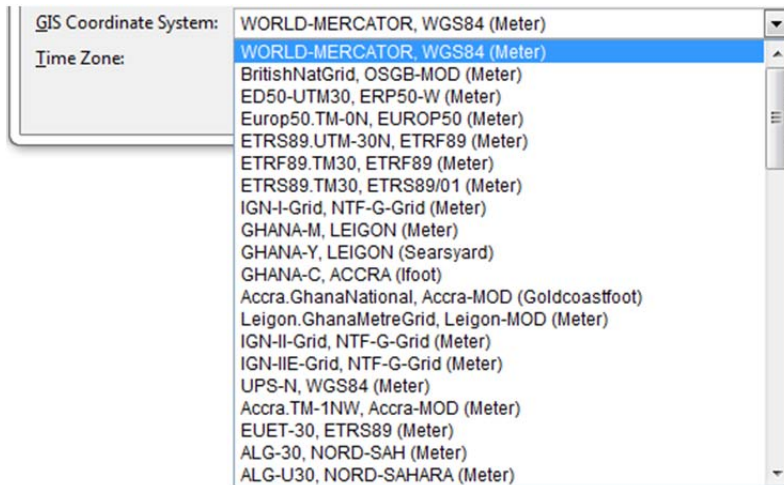 GIS Coordinate System: WORLD-MERCATOR, WGS84 (Meter)
Time Zone:
WORLD-MERCATOR, WGS84 (Meter)
BritishNatGrid, OSGB-MOD (Meter)
ED50-UTM30, ERP50-W (Meter)
Europ50.TM-0N, EUROP50 (Meter)
ETRS89.UTM-30N, ETRF89 (Meter)
ETRF89.TM30, ETRF89 (Meter)
ETRS89.TM30, ETRS89/01 (Meter)
IGN-I-Grid, NTF-G-Grid (Meter)
GHANA-M, LEIGON (Meter)
GHANA-Y, LEIGON (Searsyard)
GHANA-C, ACCRA (Ifoot)
Accra.GhanaNational, Accra-MOD (Goldcoastfoot)
Leigon.GhanaMetreGrid, Leigon-MOD (Meter)
IGN-II-Grid, NTF-G-Grid (Meter)
IGN-IIE-Grid, NTF-G-Grid (Meter)
UPS-N, WGS84 (Meter)
Accra.TM-1NW, Accra-MOD (Meter)
EUET-30, ETRS89 (Meter)
ALG-30, NORD-SAH (Meter)
ALG-U30, NORD-SAHARA (Meter)